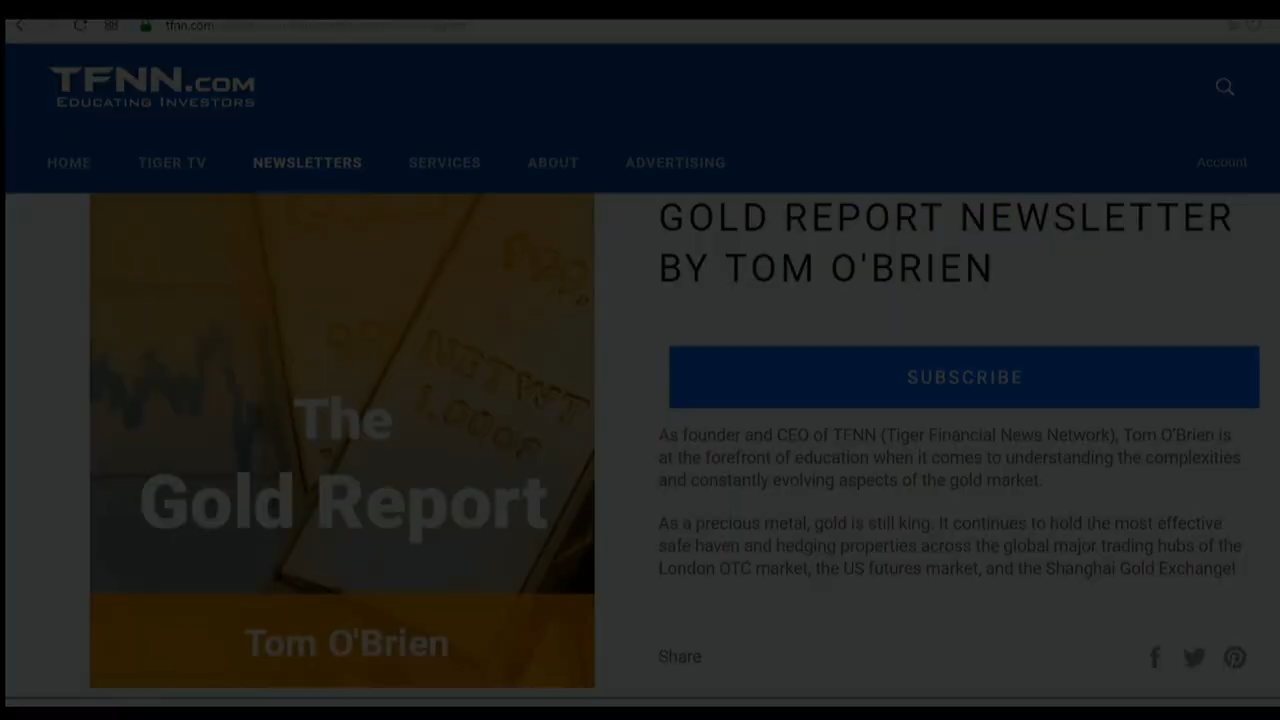 tfnn.com
TFNN.COM
EDUCATING INVESTORS
HOME TIGER TV NEWSLETTERS SERVICES ABOUT ADVERTISING Account
GOLD REPORT NEWSLETTER
BY TOM O'BRIEN
SUBSCRIBE
As founder and CEO of TFNN (Tiger Financial News Network), Tom O'Brien is
at the forefront of education when it comes to understanding the complexities
and constantly evolving aspects of the gold market.
As a precious metal, gold is still king. It continues to hold the most effective
safe haven and hedging properties across the global major trading hubs of the
London OTC market, the US futures market, and the Shanghai Gold Exchange!
Share
999.
NET WT
The
Gold Report
Tom O'Brien